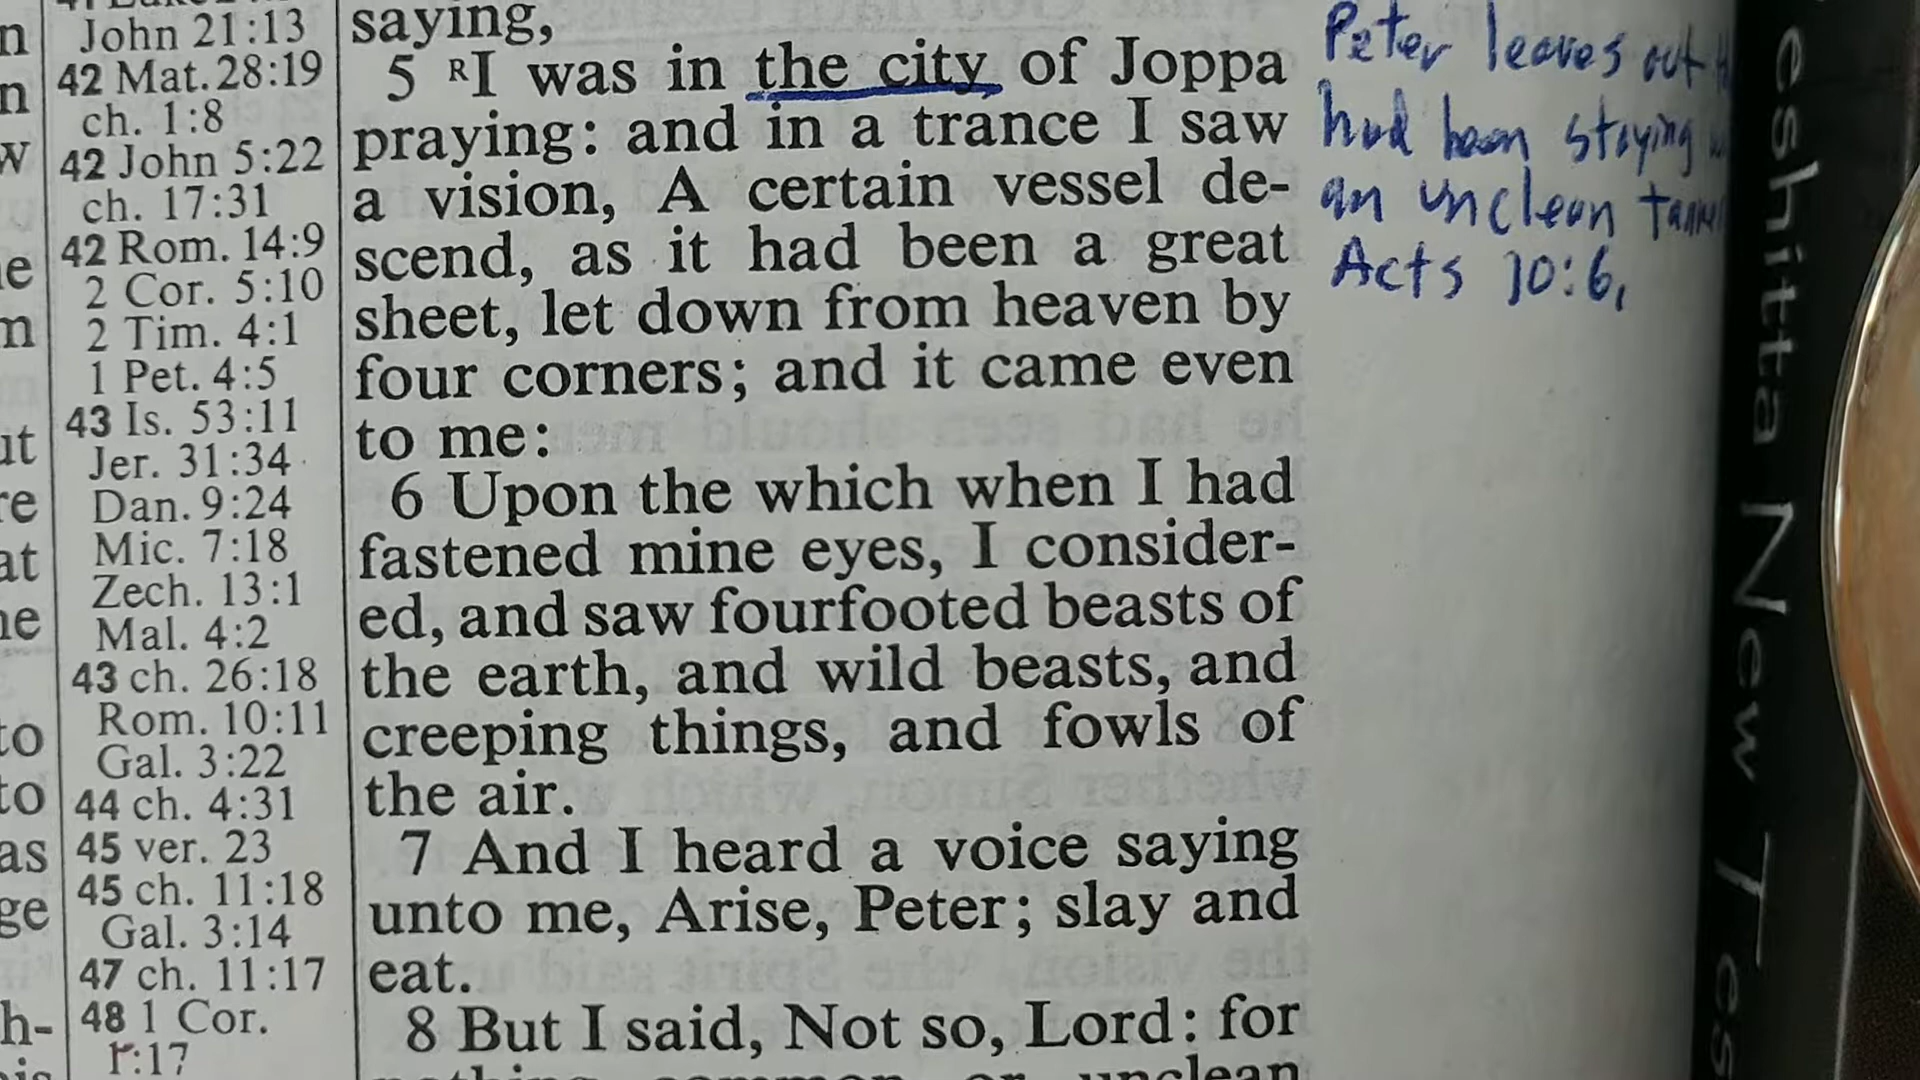 John 21:13
42 Mat. 28:19
ch. 1:8
42 John 5:22
ch. 17:31
42 Rom. 14:9
2 Cor. 5:10
2 Tim. 4:1
1 Pet. 4:5
43 Is. 53:11
Jer. 31:34
Dan. 9:24
Mic. 7:18
Zech. 13:1
Mal. 4:2
43 ch. 26:18
Rom. 10:11
Gal. 3:22
44 ch. 4:31
45 ver. 23
45 ch. 11:18
Gal. 3:14
47 ch. 11:17
48 1 Cor.
:17
saying,
5 RI was in the city of Joppa
praying: and in a trance I saw
a vision, A certain vessel de-
scend, as it had been a great
sheet, let down from heaven by
four corners; and it came even
to me:
6 Upon the which when I had
fastened mine eyes, I consider-
ed, and saw fourfooted beasts of
the earth, and wild beasts, and
creeping things, and fowls of
the air.
7 And I heard a voice saying
unto me, Arise, Peter; slay and
eat.
8 But I said, Not so, Lord: for
unclean
Peter leaves out
had been staying
an unclean
Acts 10:6,
eshitta New Tes